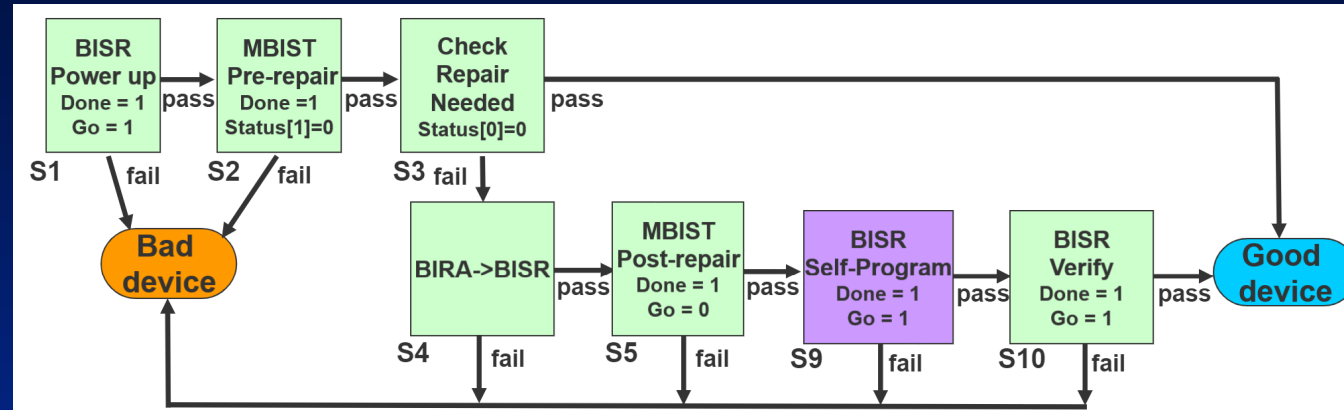 BISR
Power up
Done = 1
Go = 1
pass
MBIST
Pre-repair
Done =1
Status[1]=0
pass
Check
Repair
Needed
Status[0]=0
pass
S1
fail
S2
fail
S3
fail
Bad
device
BIRA->BISR
pass
MBIST
Post-repair
Done = 1
Go = 0
pass
BISR
Self-Program
Done = 1
Go = 1
pass
BISR
Verify
Done = 1
Go = 1
pass
Good
device
S4
fail
S5
fail
S9
fail
S10
fail